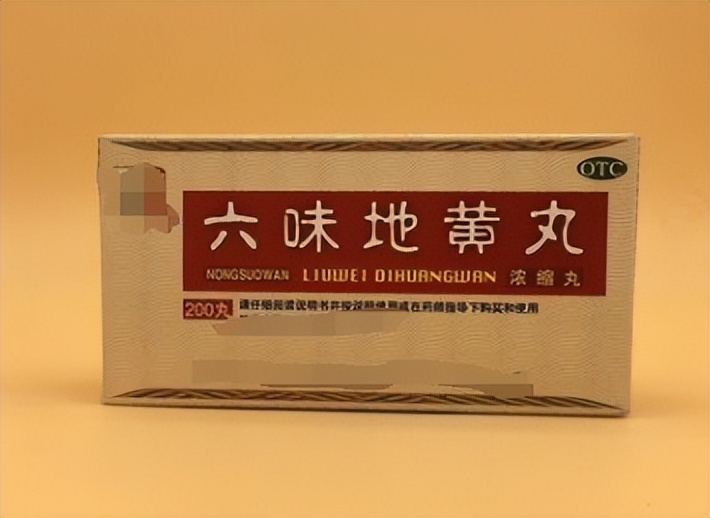 OTC
六味地黄丸
NONGSUOWAN LIUWEI DIHUANGWAN 浓缩丸
200丸 请仔细阅读说明书并按说明使用或在药师指导下购买和使用